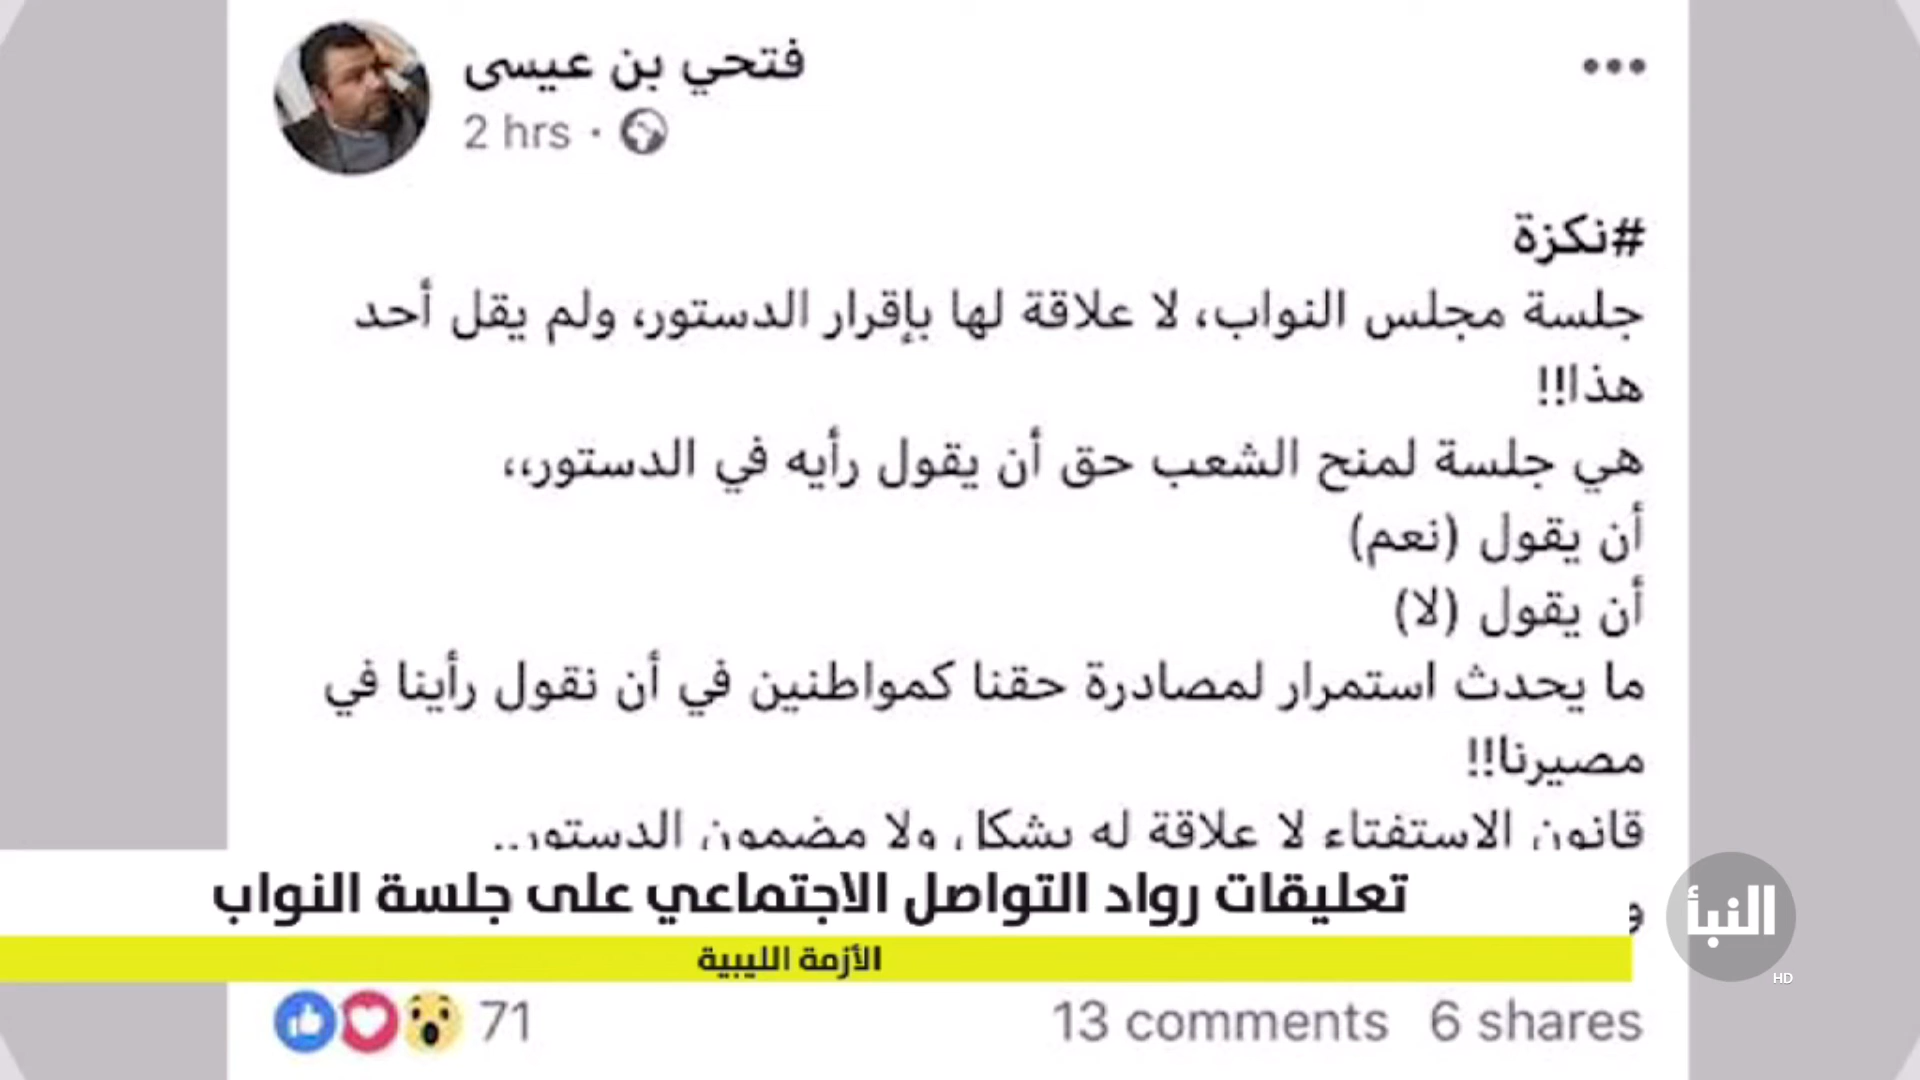 فتحي بن عيسى
2 hrs ·
#نكزة
جلسة مجلس النواب، لا علاقة لها بإقرار الدستور، ولم يقل أحد
هذا!!
هي جلسة لمنح الشعب حق أن يقول رأيه في الدستور،،
أن يقول (نعم)
أن يقول (لا)
ما يحدث استمرار لمصادرة حقنا كمواطنين في أن نقول رأينا في
مصيرنا!!
قانون الاستفتاء لا علاقة له بشكل ولا مضمون الدستور..
تعليقات رواد التواصل الاجتماعي على جلسة النواب
الأزمة الليبية
النبأ
HD
71
13 comments 6 shares